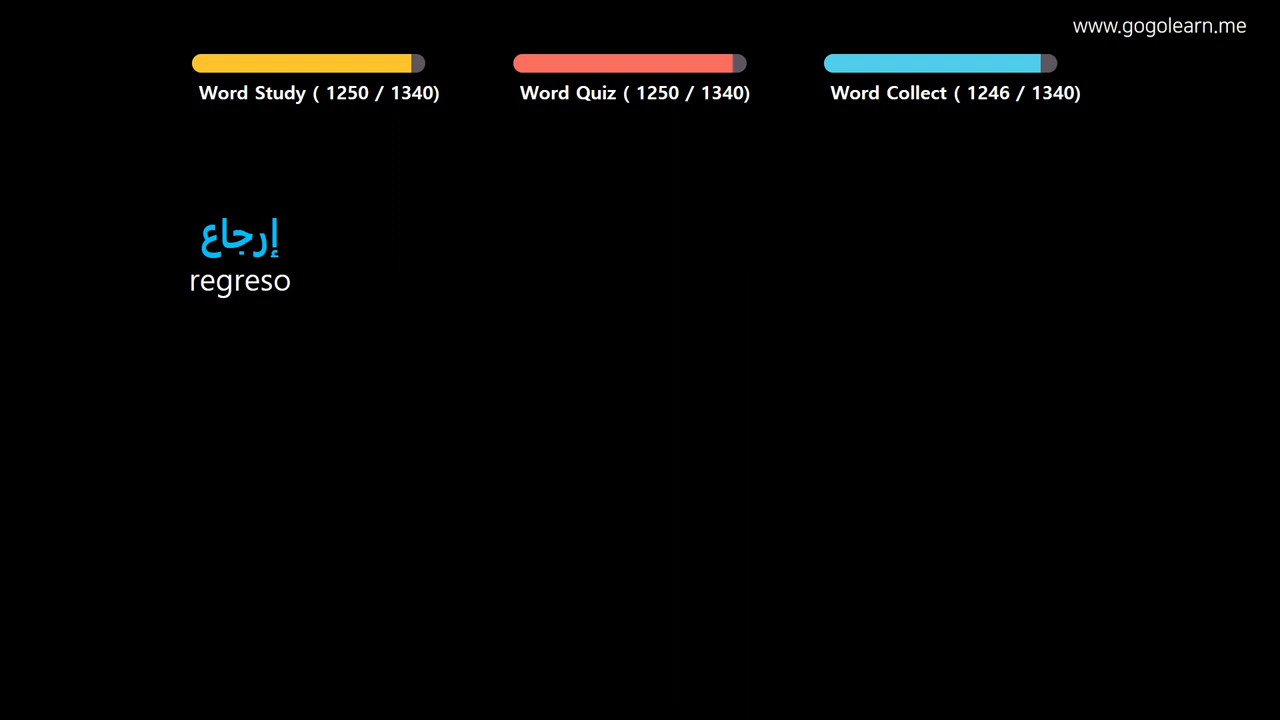 www.gogolearn.me
Word Study ( 1250 / 1340)
Word Quiz ( 1250 / 1340)
Word Collect ( 1246 / 1340)
إرجاع
regreso